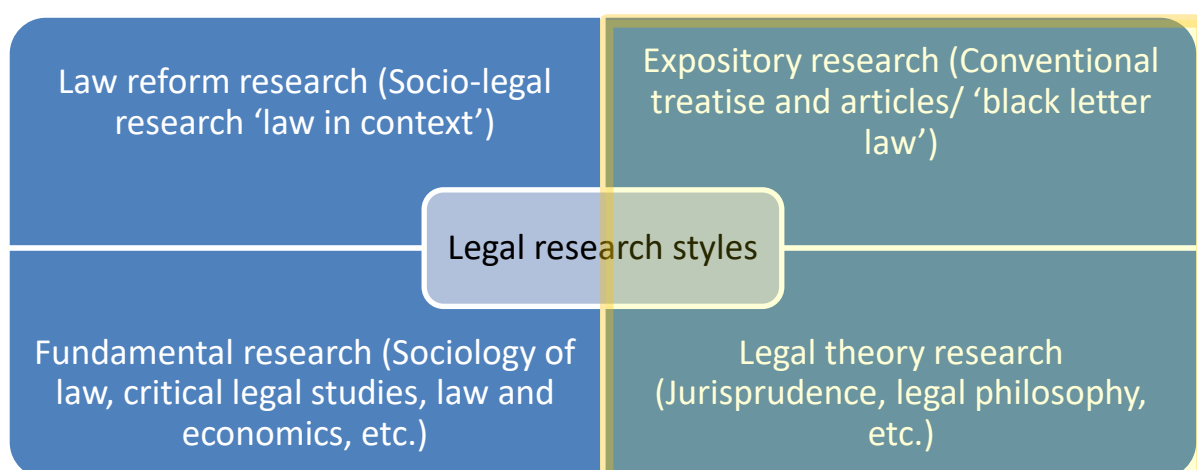 Law reform research (Socio-legal
research ‘law in context’)
Expository research (Conventional
treatise and articles/ ‘black letter
law’)
Legal research styles
Fundamental research (Sociology of
law, critical legal studies, law and
economics, etc.)
Legal theory research
(Jurisprudence, legal philosophy,
etc.)